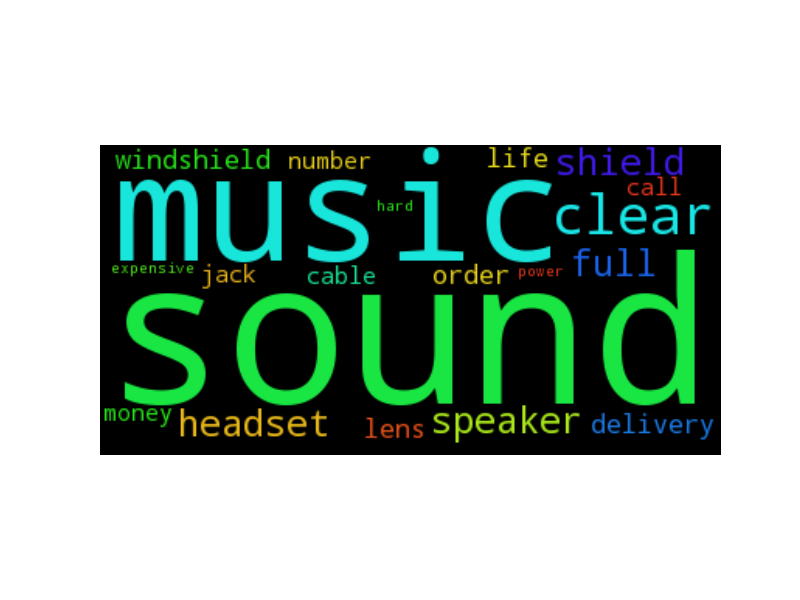 windshield number life shield
music call
hard clear
expensive jack cable order power full
sound
money headset lens speaker delivery